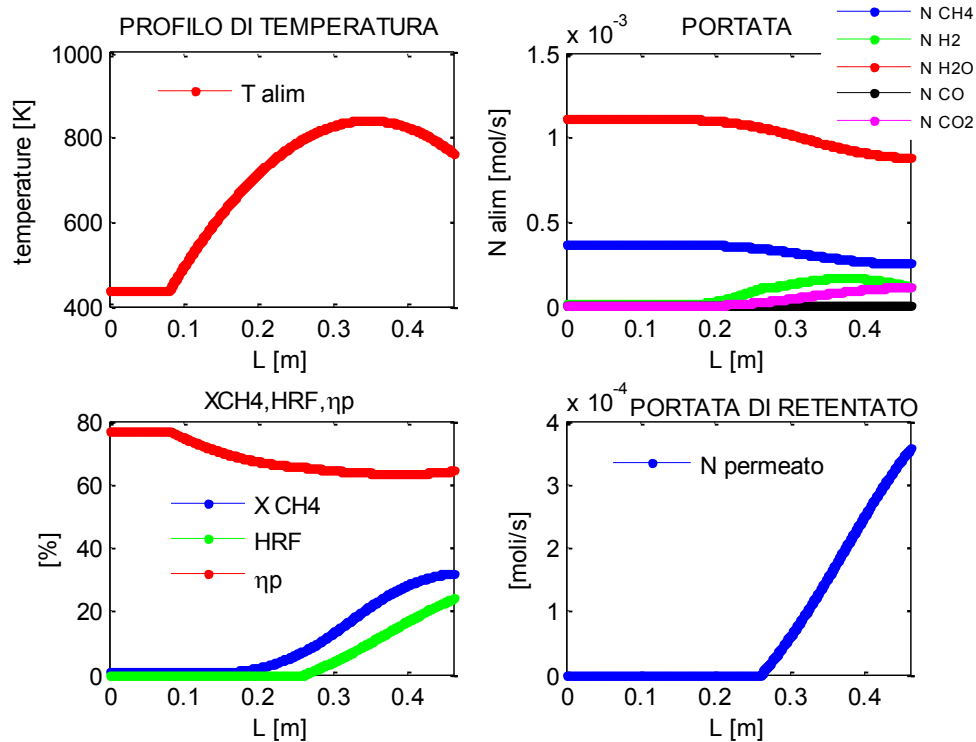 PROFILO DI TEMPERATURA
1000
800
600
400
temperature [K]
T alim
0 0.1 0.2 0.3 0.4
L [m]
x 10-3
PORTATA
N CH4
N H2
N H2O
N CO
N CO2
1.5
1
0.5
0
N alim [mol/s]
0 0.1 0.2 0.3 0.4
L [m]
XCH4,HRF,ηp
80
60
40
20
0
[%]
X CH4
HRF
ηp
0 0.1 0.2 0.3 0.4
L [m]
x 10-4
PORTATA DI RETENTATO
4
3
2
1
0
[moli/s]
N permeato
0 0.1 0.2 0.3 0.4
L [m]